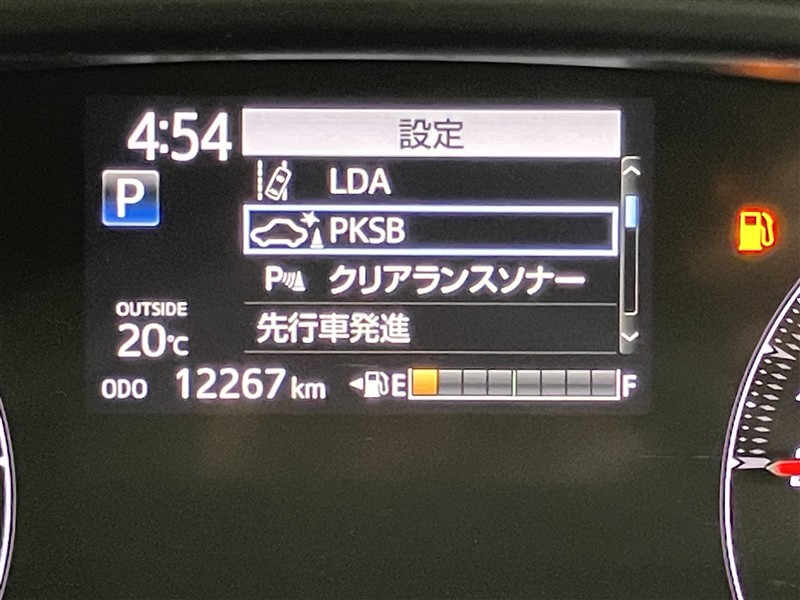 4:54
設定
P
LDA
PKSB
P クリアランスソナー
先行車発進
OUTSIDE
20℃
ODO 12267 km E F